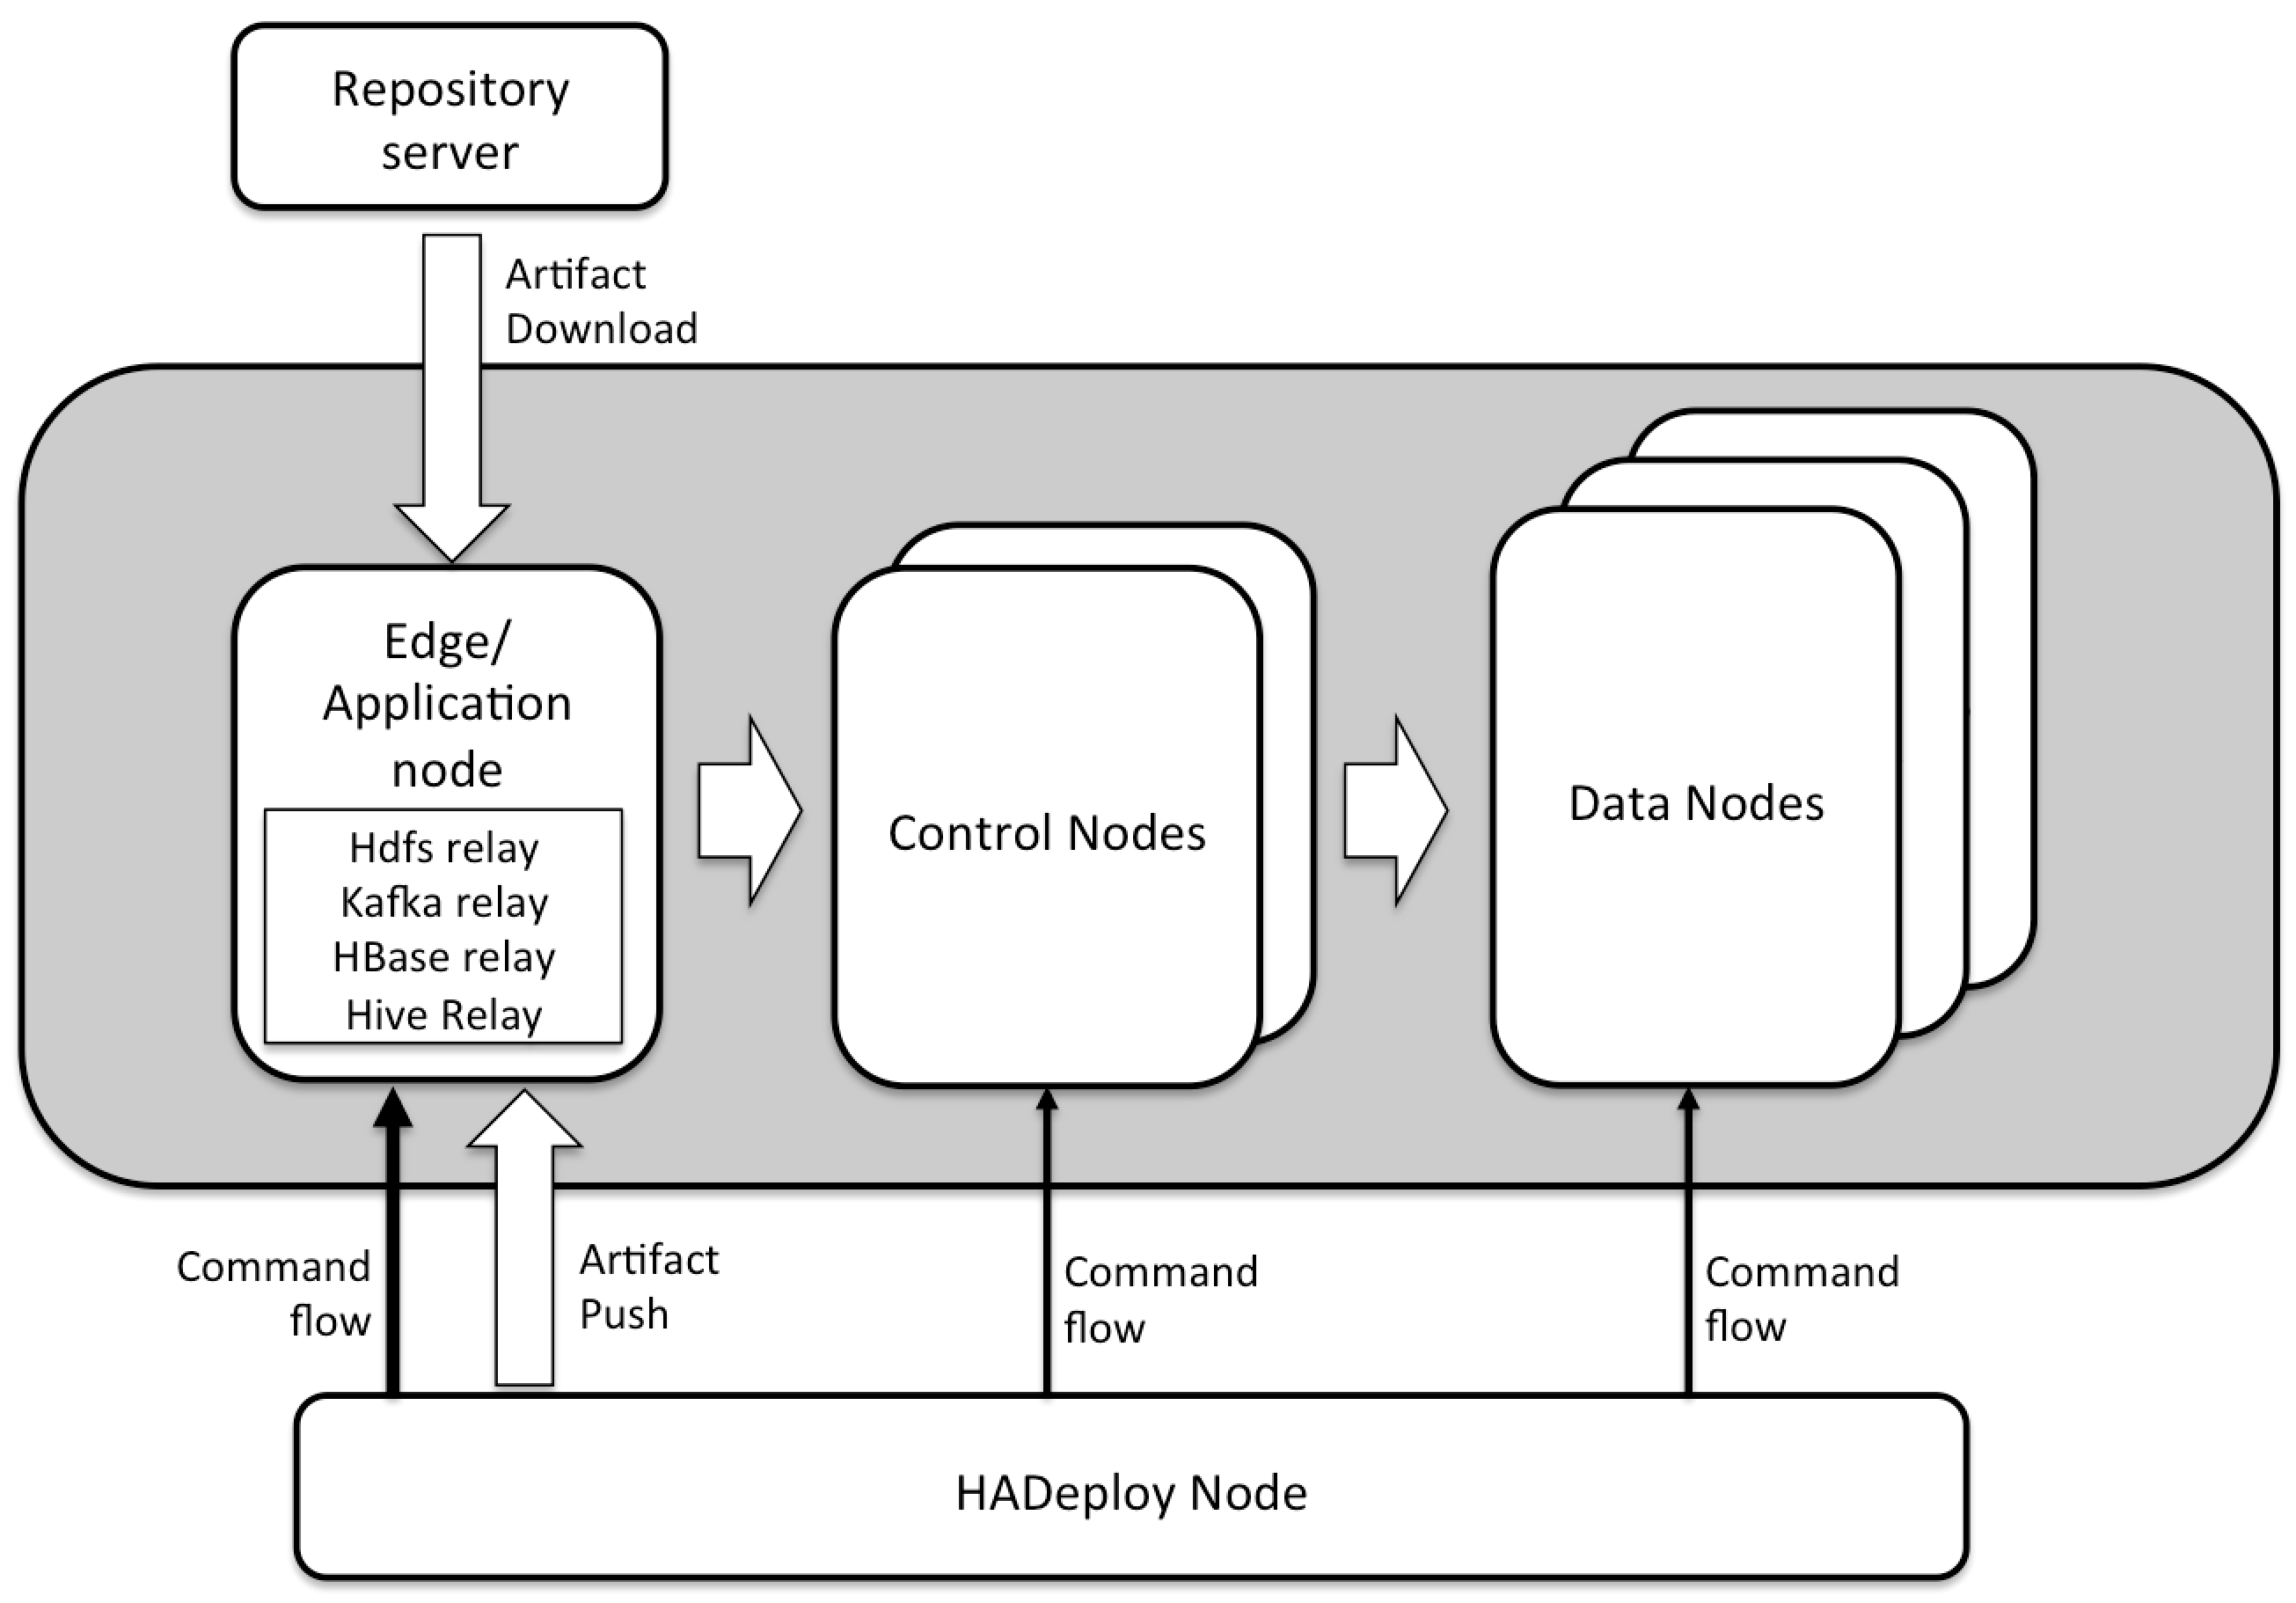 Repository
server
Artifact
Download
Edge/
Application
node
Hdfs relay
Kafka relay
HBase relay
Hive Relay
Control Nodes
Data Nodes
Command
flow
Artifact
Push
Command
flow
Command
flow
HADeploy Node